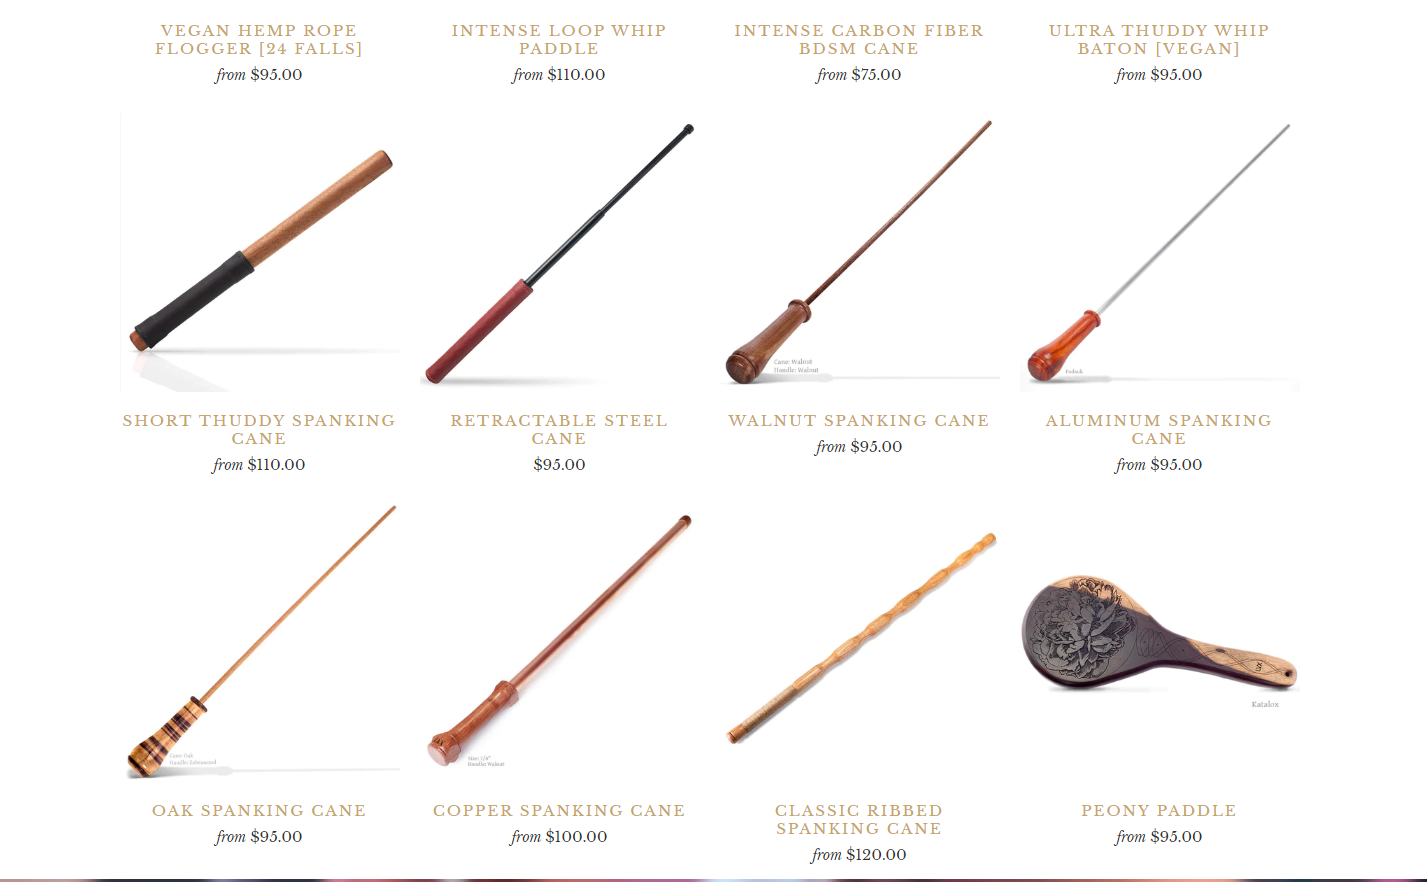 VEGAN HEMP ROPE
FLOGGER [24 FALLS]
from $95.00
INTENSE LOOP WHIP
PADDLE
from $110.00
INTENSE CARBON FIBER
BDSM CANE
from $75.00
ULTRA THUDDY WHIP
BATON [VEGAN]
from $95.00
Cane: Walnut
Handle: Walnut
Padauk
SHORT THUDDY SPANKING
CANE
from $110.00
RETRACTABLE STEEL
CANE
$95.00
WALNUT SPANKING CANE
from $95.00
ALUMINUM SPANKING
CANE
from $95.00
Cane: Oak
Handle: Zebrawood
Size: 5/8"
Handle: Walnut
Katalox
OAK SPANKING CANE
from $95.00
COPPER SPANKING CANE
from $100.00
CLASSIC RIBBED
SPANKING CANE
from $120.00
PEONY PADDLE
from $95.00